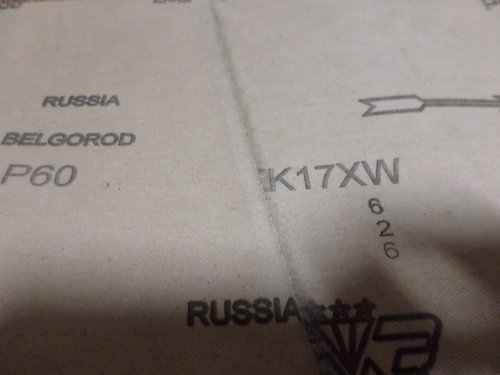 RUSSIA
BELGOROD
P60
K17XW
6
2
6
RUSSIA***